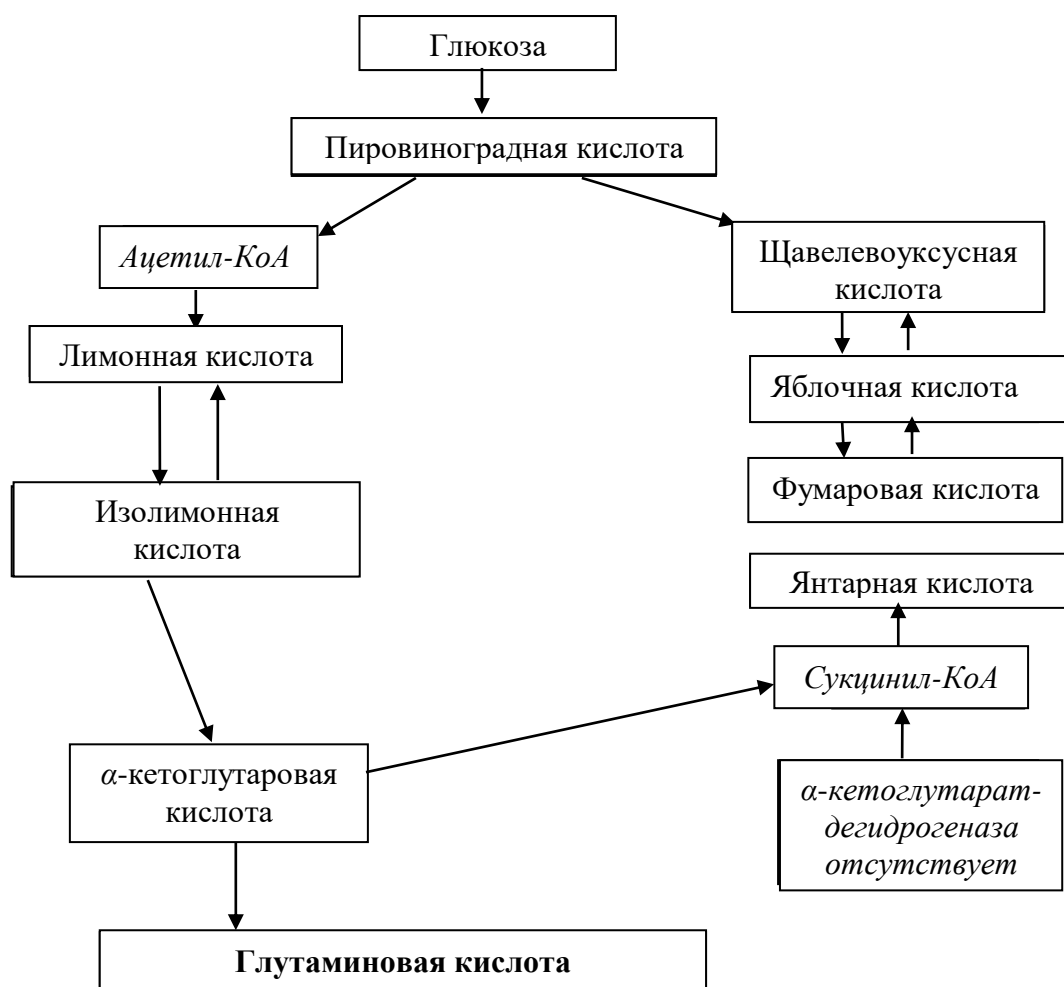 Глюкоза
Пировиноградная кислота
Ацетил-КоА
Щавелевоуксусная
кислота
Лимонная кислота
Яблочная кислота
Фумаровая кислота
Изолимонная
кислота
Янтарная кислота
Сукцинил-КоА
α-кетоглутаровая
кислота
α-кетоглутарат-
дегидрогеназа
отсутствует
Глутаминовая кислота